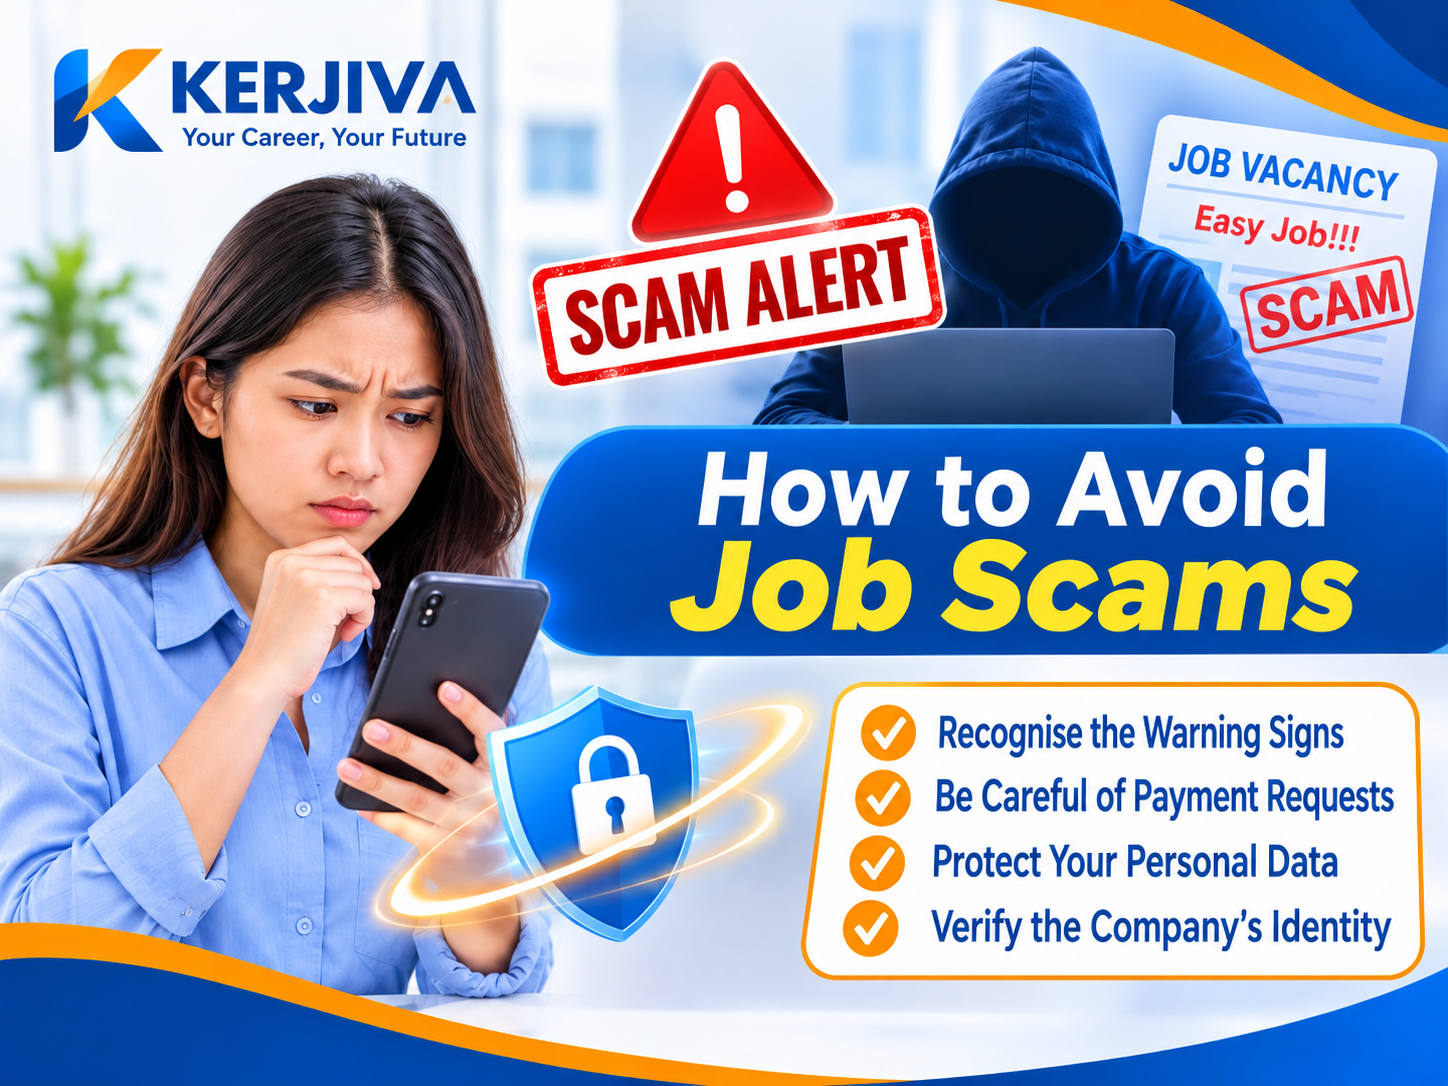 KERJIVA
Your Career, Your Future
SCAM ALERT
JOB VACANCY
Easy Job!!!
SCAM
How to Avoid
Job Scams
Recognise the Warning Signs
Be Careful of Payment Requests
Protect Your Personal Data
Verify the Company's Identity